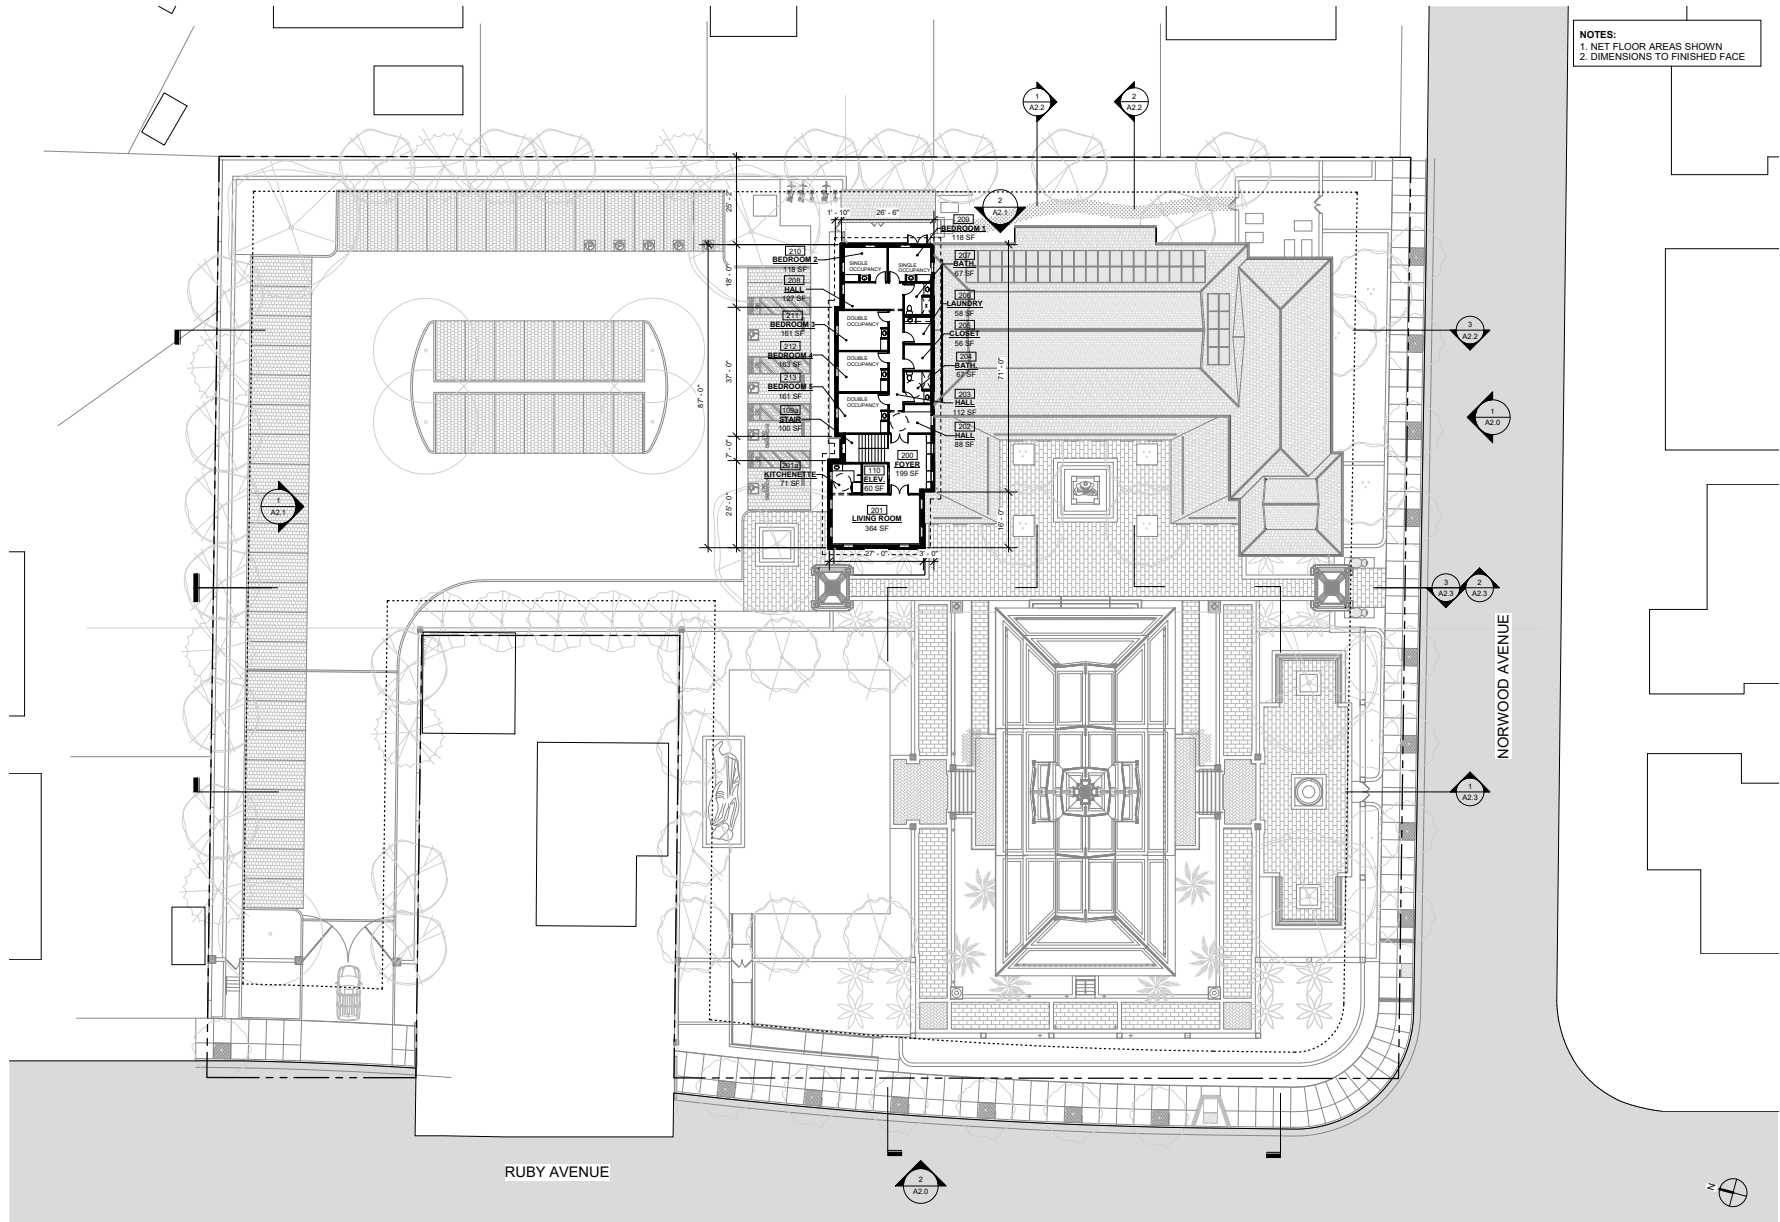 NOTES:
1. NET FLOOR AREAS SHOWN
2. DIMENSIONS TO FINISHED FACE
1
A2.2
2
A2.2
25' - 2"
1' - 10"
26' - 6"
2
A2.1
209
BEDROOM 1
118 SF
210
BEDROOM 2
118 SF
SINGLE
OCCUPANCY
SINGLE
OCCUPANCY
207
BATH.
67 SF
18' - 0"
208
HALL
127 SF
206
LAUNDRY
58 SF
211
BEDROOM 3
161 SF
DOUBLE
OCCUPANCY
205
CLOSET
56 SF
3
A2.2
212
BEDROOM 4
163 SF
DOUBLE
OCCUPANCY
204
BATH.
67 SF
37' - 0"
71' - 0"
87' - 0"
213
BEDROOM 5
161 SF
DOUBLE
OCCUPANCY
203
HALL
112 SF
109a
STAIR
100 SF
202
HALL
88 SF
1
A2.0
7' - 0"
200
FOYER
199 SF
201a
KITCHENETTE
71 SF
110
ELEV.
60 SF
1
A2.1
25' - 0"
201
LIVING ROOM
364 SF
16' - 0"
27' - 0"
3' - 0"
3
A2.3
2
A2.3
NORWOOD AVENUE
1
A2.3
RUBY AVENUE
2
A2.0
N